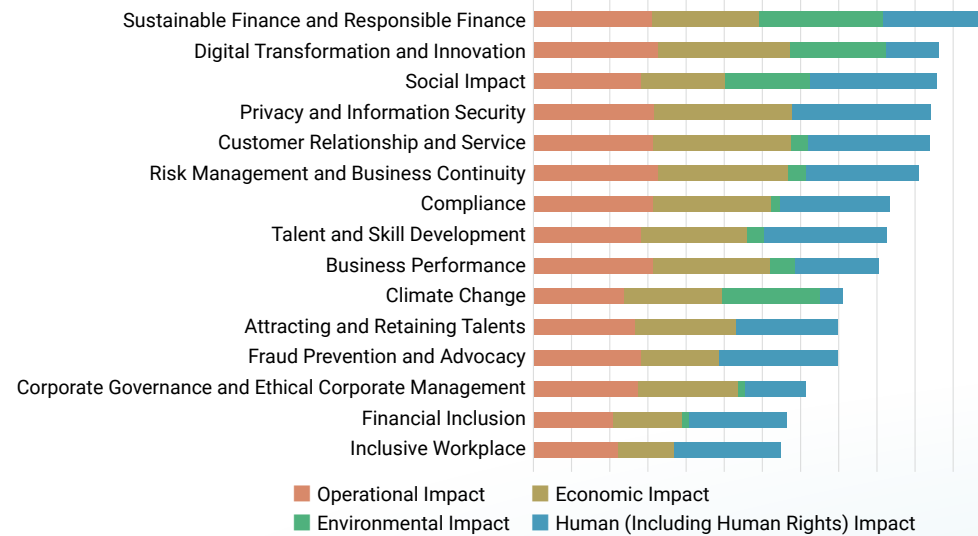 Sustainable Finance and Responsible Finance
Digital Transformation and Innovation
Social Impact
Privacy and Information Security
Customer Relationship and Service
Risk Management and Business Continuity
Compliance
Talent and Skill Development
Business Performance
Climate Change
Attracting and Retaining Talents
Fraud Prevention and Advocacy
Corporate Governance and Ethical Corporate Management
Financial Inclusion
Inclusive Workplace
Operational Impact
Economic Impact
Environmental Impact
Human (Including Human Rights) Impact